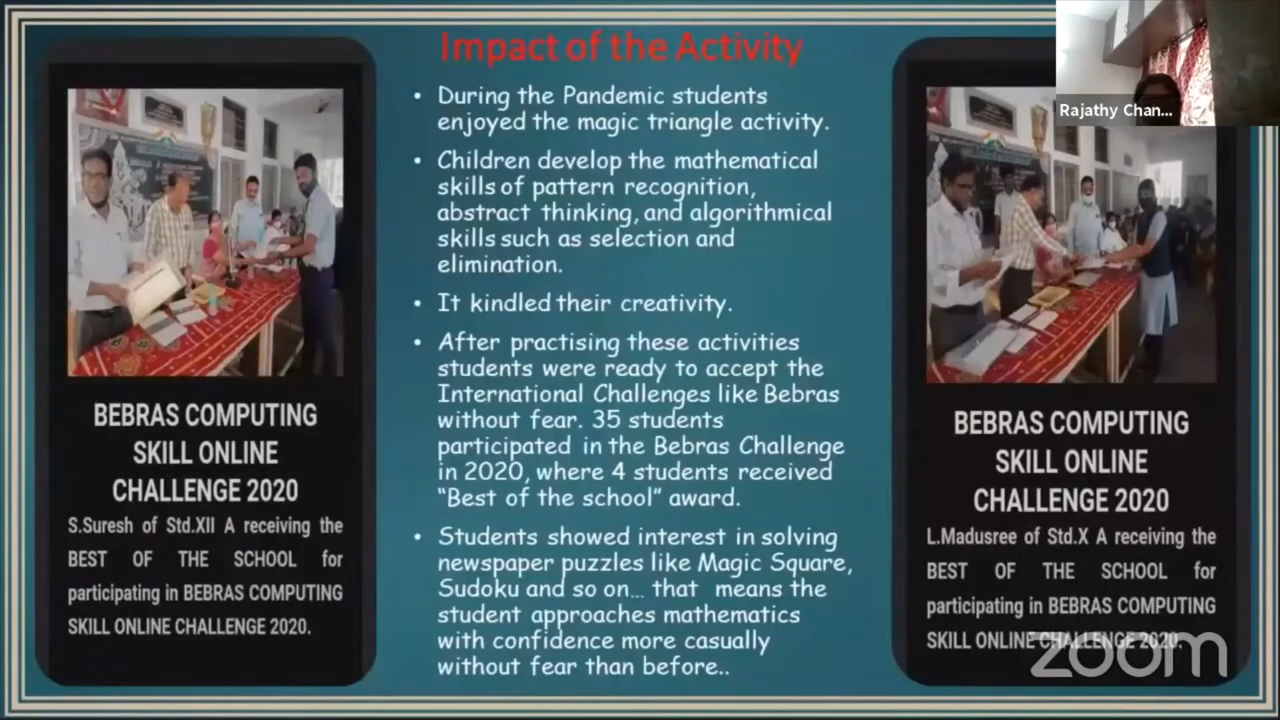 Impact of the Activity
Rajathy Chan...
• During the Pandemic students
enjoyed the magic triangle activity.
• Children develop the mathematical
skills of pattern recognition,
abstract thinking, and algorithmical
skills such as selection and
elimination.
• It kindled their creativity.
• After practising these activities
students were ready to accept the
International Challenges like Bebras
without fear. 35 students
participated in the Bebras Challenge
in 2020, where 4 students received
“Best of the school” award.
• Students showed interest in solving
newspaper puzzles like Magic Square,
Sudoku and so on... that means the
student approaches mathematics
with confidence more casually
without fear than before..
BEBRAS COMPUTING
SKILL ONLINE
CHALLENGE 2020
S.Suresh of Std.XII A receiving the
BEST OF THE SCHOOL for
participating in BEBRAS COMPUTING
SKILL ONLINE CHALLENGE 2020.
BEBRAS COMPUTING
SKILL ONLINE
CHALLENGE 2020
L.Madusree of Std.X A receiving the
BEST OF THE SCHOOL for
participating in BEBRAS COMPUTING
SKILL ONLINE CHALLENGE 2020.
zoom